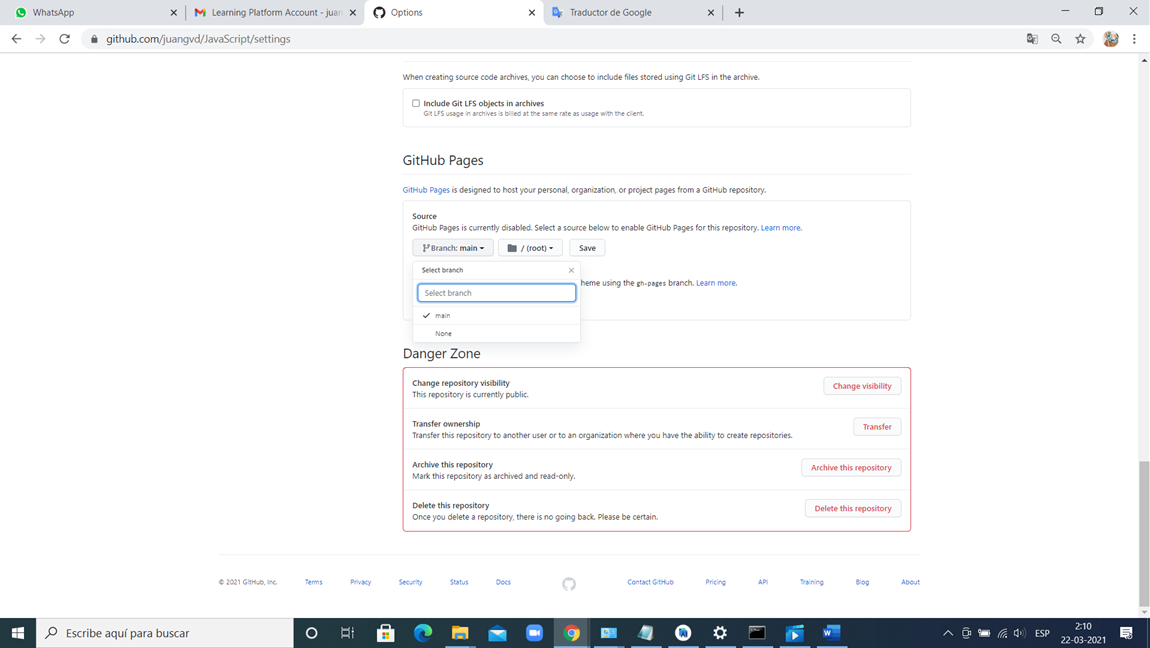 WhatsApp
Learning Platform Account - juan
Options
Traductor de Google
github.com/juangvd/JavaScript/settings
When creating source code archives, you can choose to include files stored using Git LFS in the archive.
Include Git LFS objects in archives
Git LFS usage in archives is billed at the same rate as usage with the client.
GitHub Pages
GitHub Pages is designed to host your personal, organization, or project pages from a GitHub repository.
Source
GitHub Pages is currently disabled. Select a source below to enable GitHub Pages for this repository. Learn more.
Branch: main
/ (root)
Save
Select branch
Select branch
heme using the gh-pages branch. Learn more.
main
None
Danger Zone
Change repository visibility
This repository is currently public.
Change visibility
Transfer ownership
Transfer this repository to another user or to an organization where you have the ability to create repositories.
Transfer
Archive this repository
Mark this repository as archived and read-only.
Archive this repository
Delete this repository
Once you delete a repository, there is no going back. Please be certain.
Delete this repository
© 2021 GitHub, Inc.
Terms
Privacy
Security
Status
Docs
Contact GitHub
Pricing
API
Training
Blog
About
Escribe aquí para buscar
ESP
2:10
22-03-2021